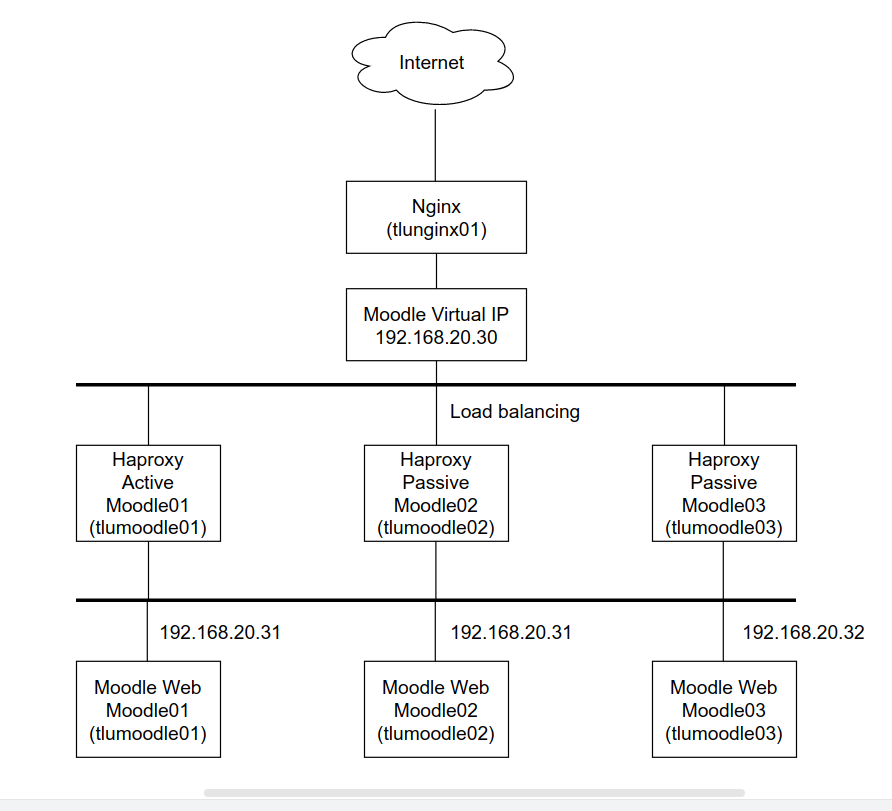 Internet
Nginx
(tlunginx01)
Moodle Virtual IP
192.168.20.30
Load balancing
Haproxy
Active
Moodle01
(tlumoodle01)
Haproxy
Passive
Moodle02
(tlumoodle02)
Haproxy
Passive
Moodle03
(tlumoodle03)
192.168.20.31
192.168.20.31
192.168.20.32
Moodle Web
Moodle01
(tlumoodle01)
Moodle Web
Moodle02
(tlumoodle02)
Moodle Web
Moodle03
(tlumoodle03)